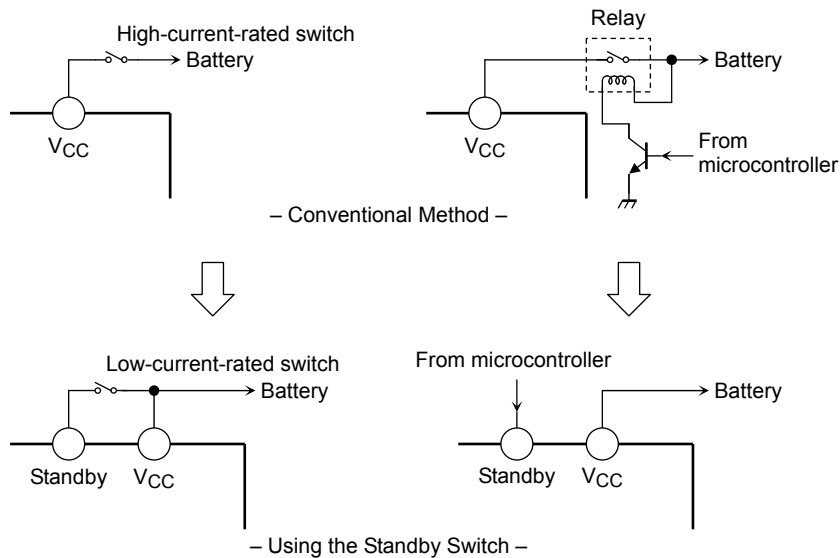 High-current-rated switch
Battery
VCC
Relay
Battery
VCC
From
microcontroller
– Conventional Method –
Low-current-rated switch
Battery
Standby
VCC
From microcontroller
Battery
Standby
VCC
– Using the Standby Switch –